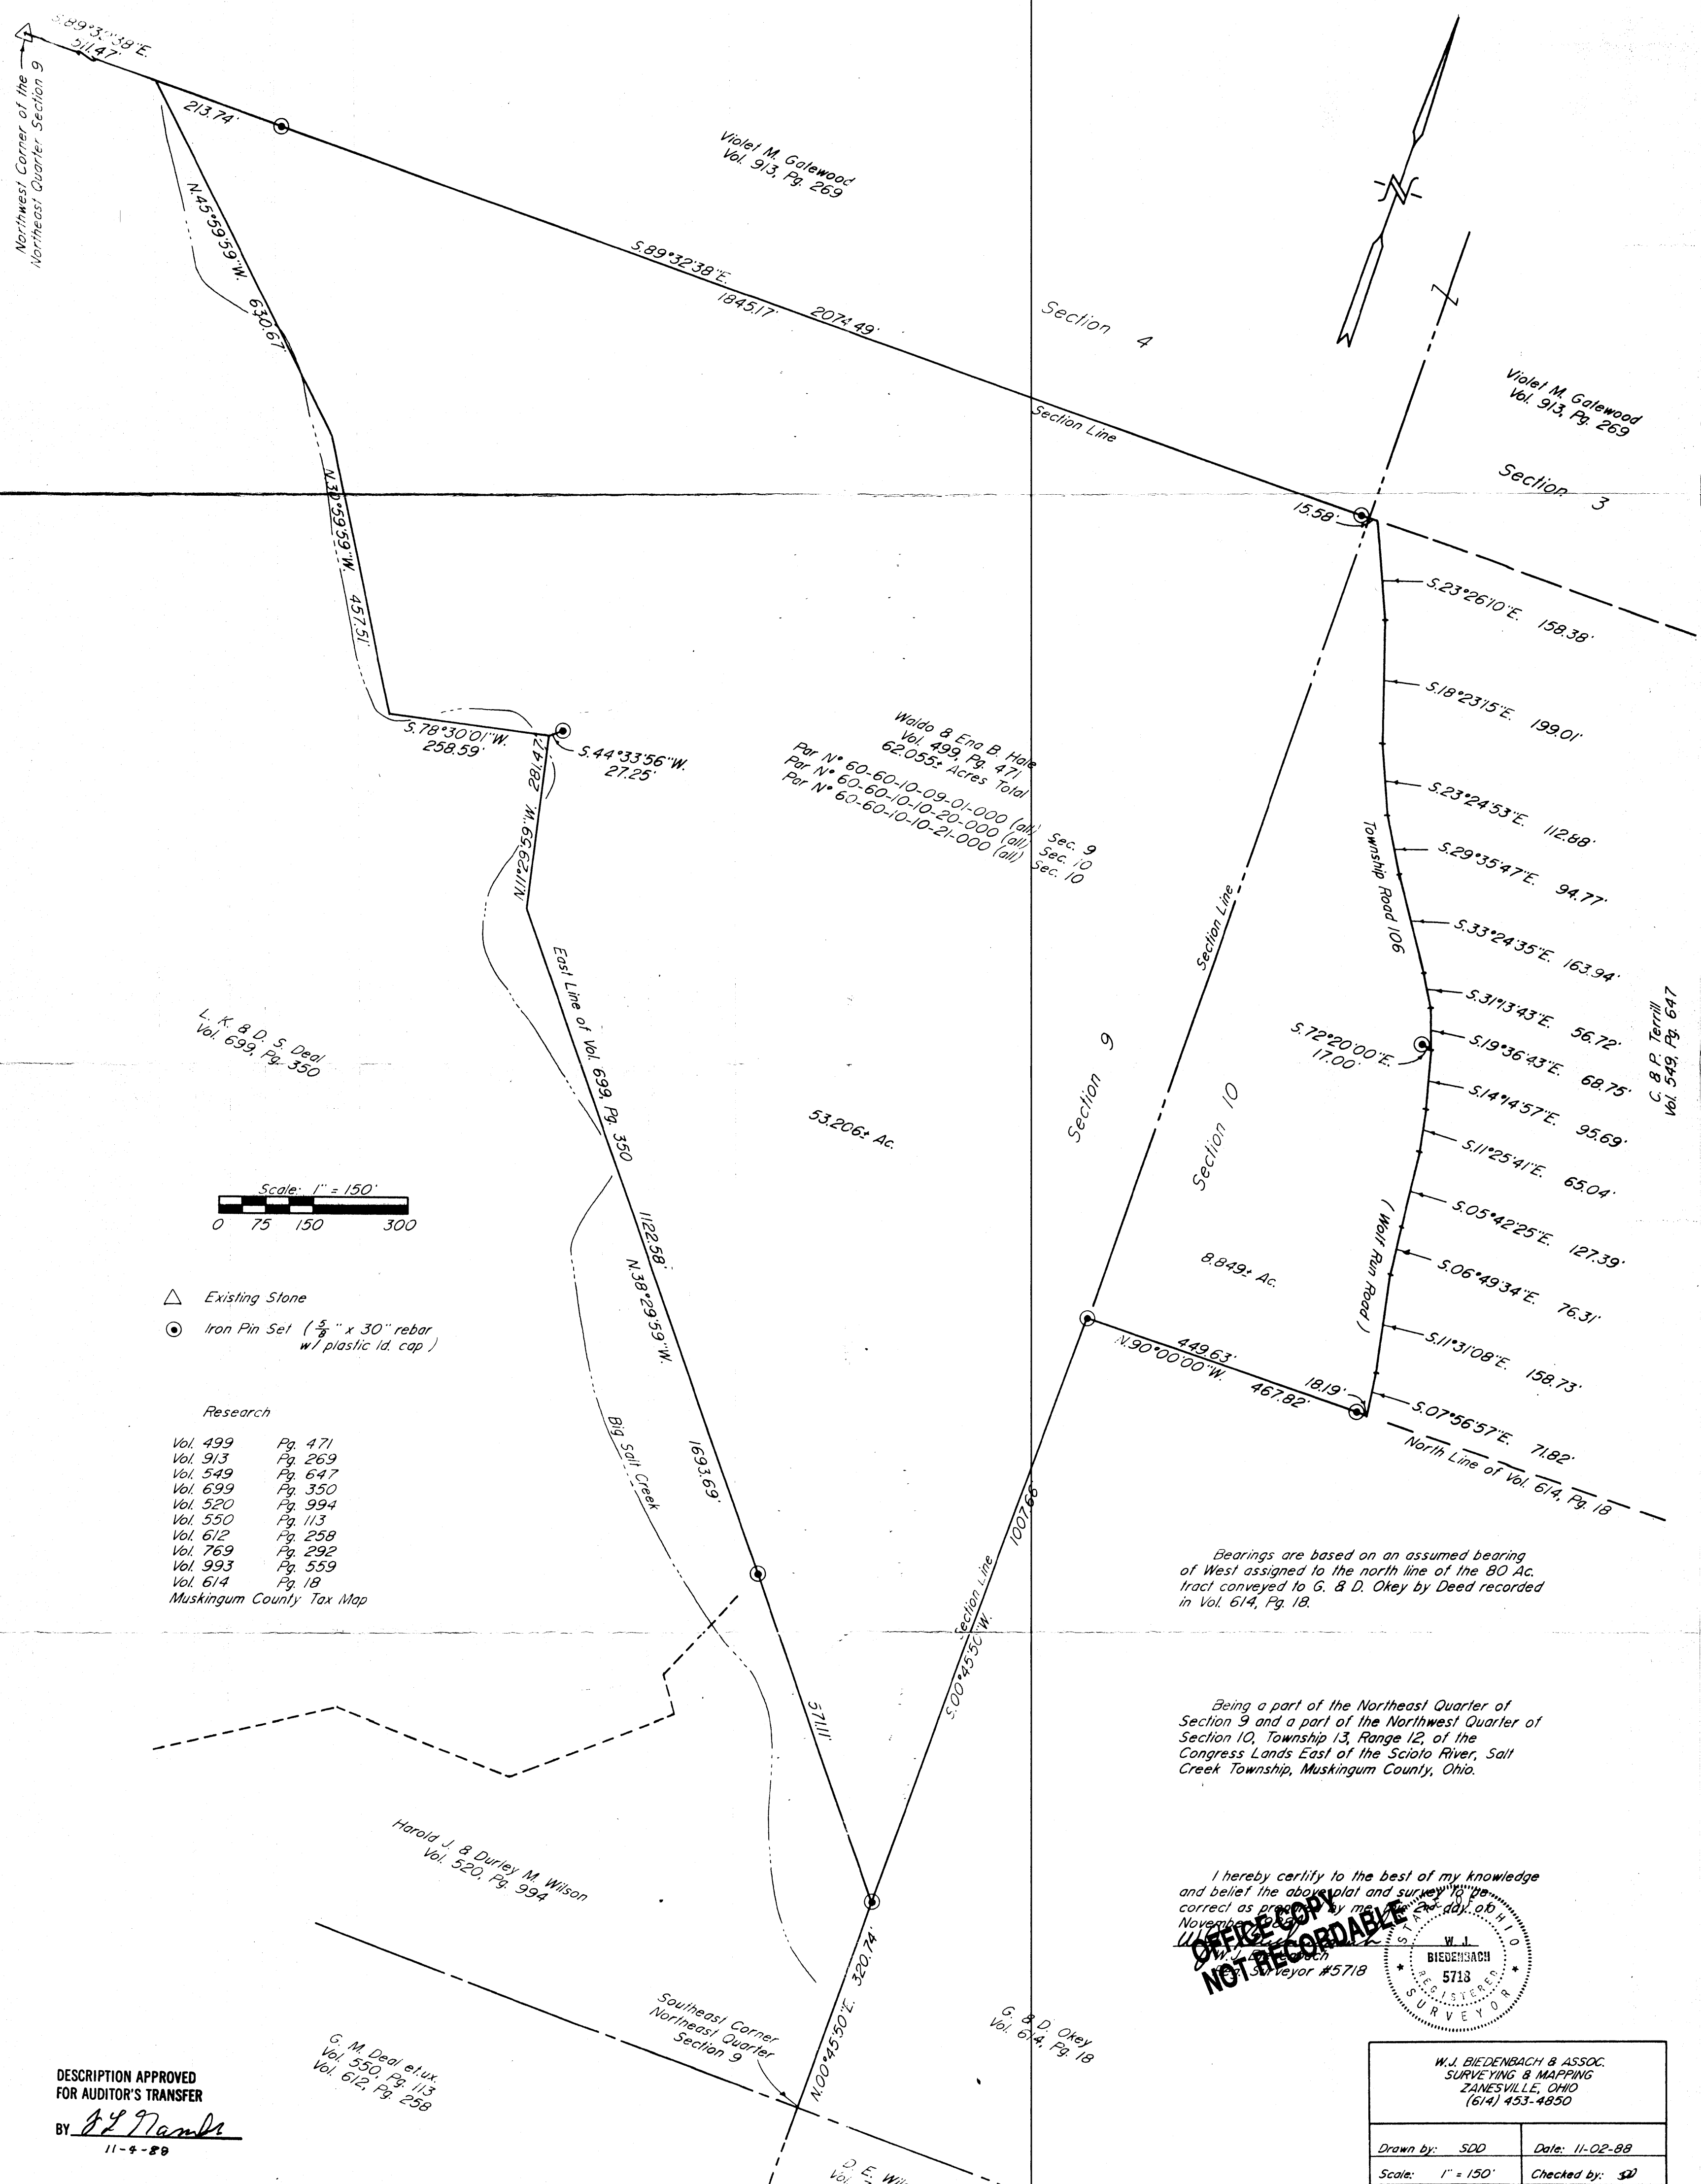 S.89°32'38"E.
511.47'
Northwest Corner of the
Northeast Quarter Section 9
213.74'
Violet M. Galewood
Vol. 913, Pg. 269
S.89°32'38"E.
1845.17' 2074.49'
Section 4
N
Violet M. Galewood
Vol. 913, Pg. 269
Section 3
Section Line
15.58'
N.45°59'59"W. 630.67'
N.30°59'59"W. 457.51'
S.78°30'01"W.
258.59'
S.44°33'56"W.
27.25'
N.11°29'59"W. 281.47'
Waldo & Ena B. Hale
Vol. 499, Pg. 471
62.055± Acres Total
Par N° 60-60-10-09-01-000 (all) Sec. 9
Par N° 60-60-10-10-20-000 (all) Sec. 10
Par N° 60-60-10-10-21-000 (all) Sec. 10
S.23°26'10"E. 158.38'
S.18°23'15"E. 199.01'
S.23°24'53"E. 112.88'
S.29°35'47"E. 94.77'
S.33°24'35"E. 163.94'
S.31°13'43"E. 56.72'
S.19°36'43"E. 68.75'
S.14°14'57"E. 95.69'
S.11°25'41"E. 65.04'
S.05°42'25"E. 127.39'
S.06°49'34"E. 76.31'
S.11°31'08"E. 158.73'
S.07°56'57"E. 71.82'
Township Road 106
( Wolf Run Road )
S.72°20'00"E.
17.00'
C. & P. Terrill
Vol. 549, Pg. 647
Section Line
Section 9
Section 10
East Line of Vol. 699, Pg. 350
L. K. & D. S. Deal
Vol. 699, Pg. 350
53.206± Ac.
8.849± Ac.
449.63'
N.90°00'00"W. 467.82'
18.19'
North Line of Vol. 614, Pg. 18
Scale: 1" = 150'
0 75 150 300
Existing Stone
Iron Pin Set ( 5/8" x 30" rebar
w/ plastic Id. cap )
1122.58'
N.38°29'59"W.
1693.69'
571.11'
Big Salt Creek
Section Line
S.00°45'50"W. 1007.66'
Research
Vol. 499 Pg. 471
Vol. 913 Pg. 269
Vol. 549 Pg. 647
Vol. 699 Pg. 350
Vol. 520 Pg. 994
Vol. 550 Pg. 113
Vol. 612 Pg. 258
Vol. 769 Pg. 292
Vol. 993 Pg. 559
Vol. 614 Pg. 18
Muskingum County Tax Map
Bearings are based on an assumed bearing
of West assigned to the north line of the 80 Ac.
tract conveyed to G. & D. Okey by Deed recorded
in Vol. 614, Pg. 18.
Being a part of the Northeast Quarter of
Section 9 and a part of the Northwest Quarter of
Section 10, Township 13, Range 12, of the
Congress Lands East of the Scioto River, Salt
Creek Township, Muskingum County, Ohio.
Harold J. & Durley M. Wilson
Vol. 520, Pg. 994
I hereby certify to the best of my knowledge
and belief the above plat and survey to be
correct as prepared by me day of
November
W. J. Biedenbach
Reg. Surveyor #5718
OFFICE COPY
NOT RECORDABLE
STATE OF OHIO
W. J.
BIEDENBACH
5718
REGISTERED
SURVEYOR
Southeast Corner
Northeast Quarter
Section 9
N.00°45'50"E. 320.74'
G. & D. Okey
Vol. 614, Pg. 18
G. M. Deal et.ux.
Vol. 550, Pg. 113
Vol. 612, Pg. 258
DESCRIPTION APPROVED
FOR AUDITOR'S TRANSFER
BY
11-4-88
D. E.
Vol.
W.J. BIEDENBACH & ASSOC.
SURVEYING & MAPPING
ZANESVILLE, OHIO
(614) 453-4850
Drawn by: SDD
Date: 11-02-88
Scale: 1" = 150'
Checked by: